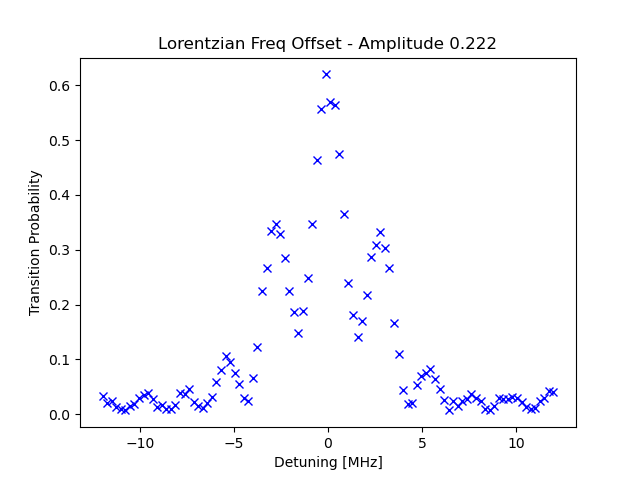 Lorentzian Freq Offset - Amplitude 0.222
Transition Probability
0.6
0.5
0.4
0.3
0.2
0.1
0.0
−10 −5 0 5 10
Detuning [MHz]